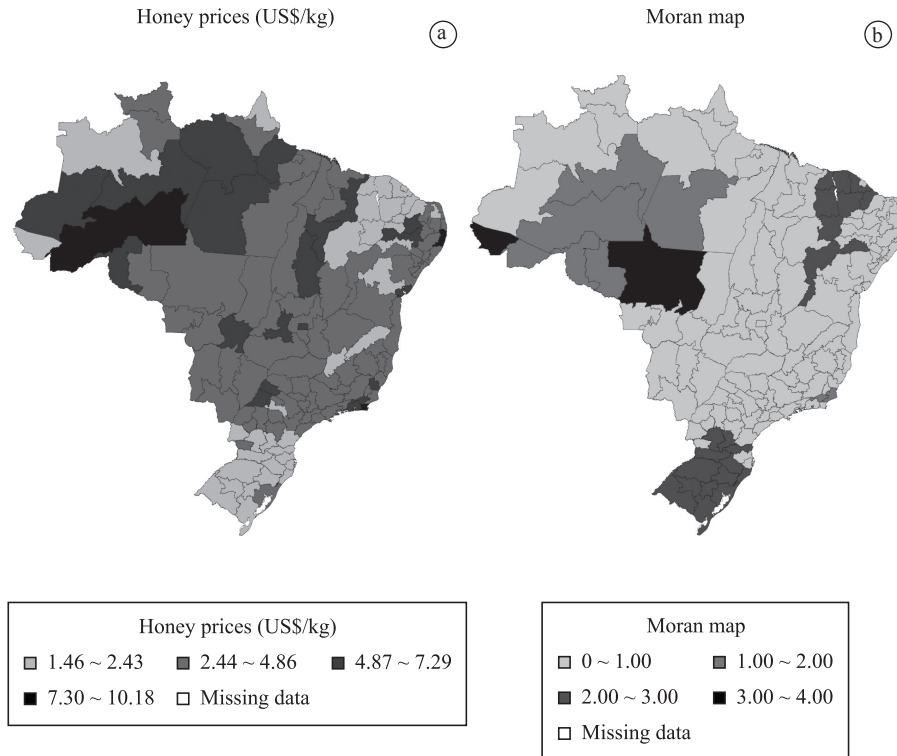 Honey prices (US$/kg)
a
Moran map
b
Honey prices (US$/kg)
1.46 ~ 2.43
2.44 ~ 4.86
4.87 ~ 7.29
7.30 ~ 10.18
Missing data
Moran map
0 ~ 1.00
1.00 ~ 2.00
2.00 ~ 3.00
3.00 ~ 4.00
Missing data